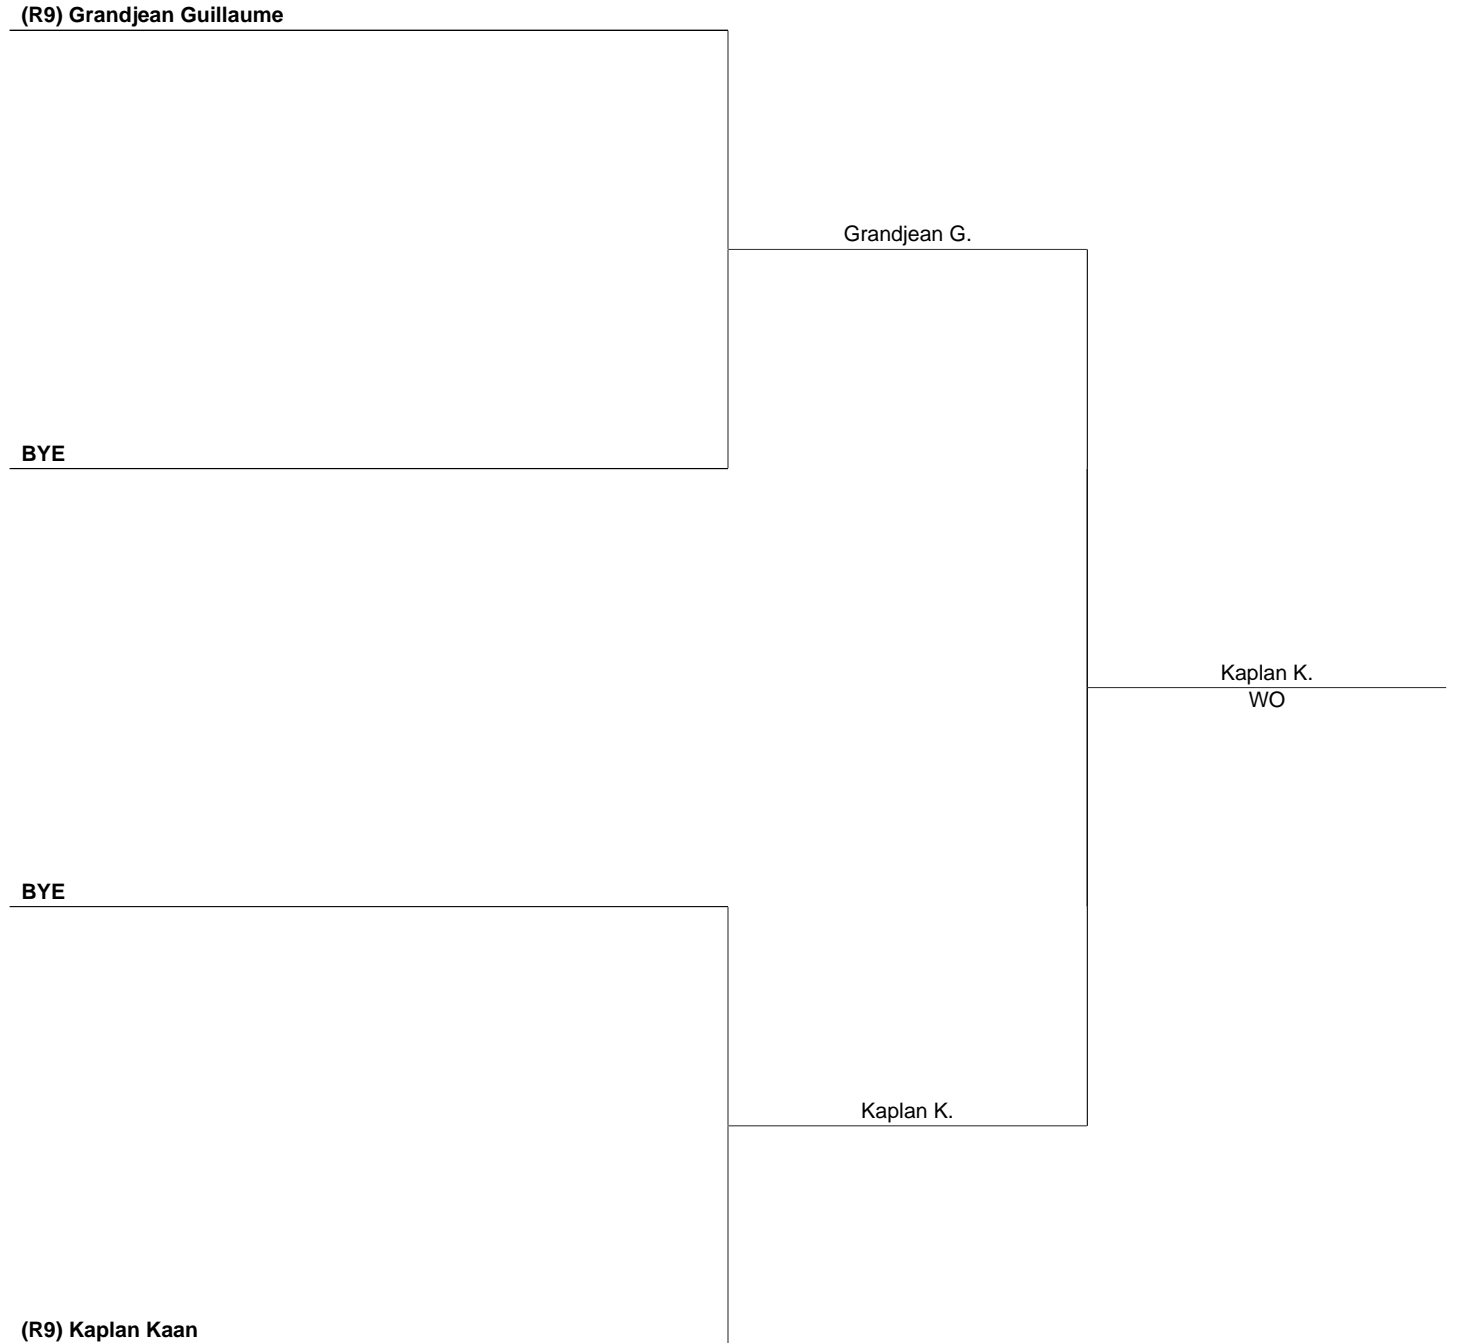 (R9) Grandjean Guillaume
Grandjean G.
BYE
Kaplan K.
WO
BYE
Kaplan K.
(R9) Kaplan Kaan